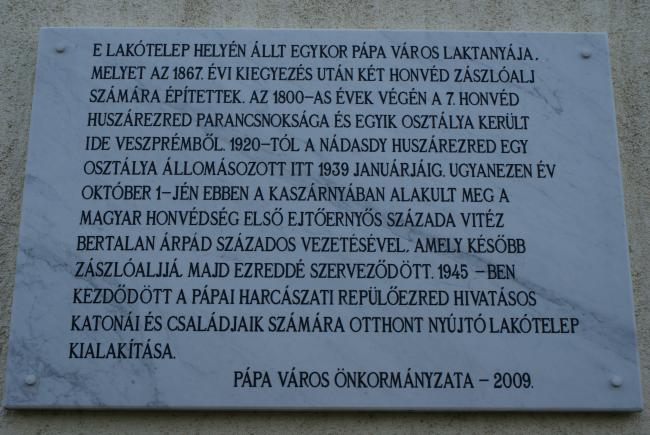 E LAKÓTELEP HELYÉN ÁLLT EGYKOR PÁPA VÁROS LAKTANYÁJA.
MELYET AZ 1867. ÉVI KIEGYEZÉS UTÁN KÉT HONVÉD ZÁSZLÓALJ
SZÁMÁRA ÉPÍTETTEK. AZ 1800-AS ÉVEK VÉGÉN A 7. HONVÉD
HUSZÁREZRED PARANCSNOKSÁGA ÉS EGYIK OSZTÁLYA KERÜLT
IDE VESZPRÉMBŐL. 1920-TÓL A NÁDASDY HUSZÁREZRED EGY
OSZTÁLYA ÁLLOMÁSOZOTT ITT 1939 JANUÁRJÁIG. UGYANEZEN ÉV
OKTÓBER 1-JÉN EBBEN A KASZÁRNYÁBAN ALAKULT MEG A
MAGYAR HONVÉDSÉG ELSŐ EJTŐERNYŐS SZÁZADA VITÉZ
BERTALAN ÁRPÁD SZÁZADOS VEZETÉSÉVEL. AMELY KÉSŐBB
ZÁSZLÓALJJÁ. MAJD EZREDDÉ SZERVEZŐDÖTT. 1945 -BEN
KEZDŐDÖTT A PÁPAI HARCÁSZATI REPÜLŐEZRED HIVATÁSOS
KATONÁI ÉS CSALÁDJAIK SZÁMÁRA OTTHONT NYÚJTÓ LAKÓTELEP
KIALAKÍTÁSA.
PÁPA VÁROS ÖNKORMÁNYZATA - 2009.